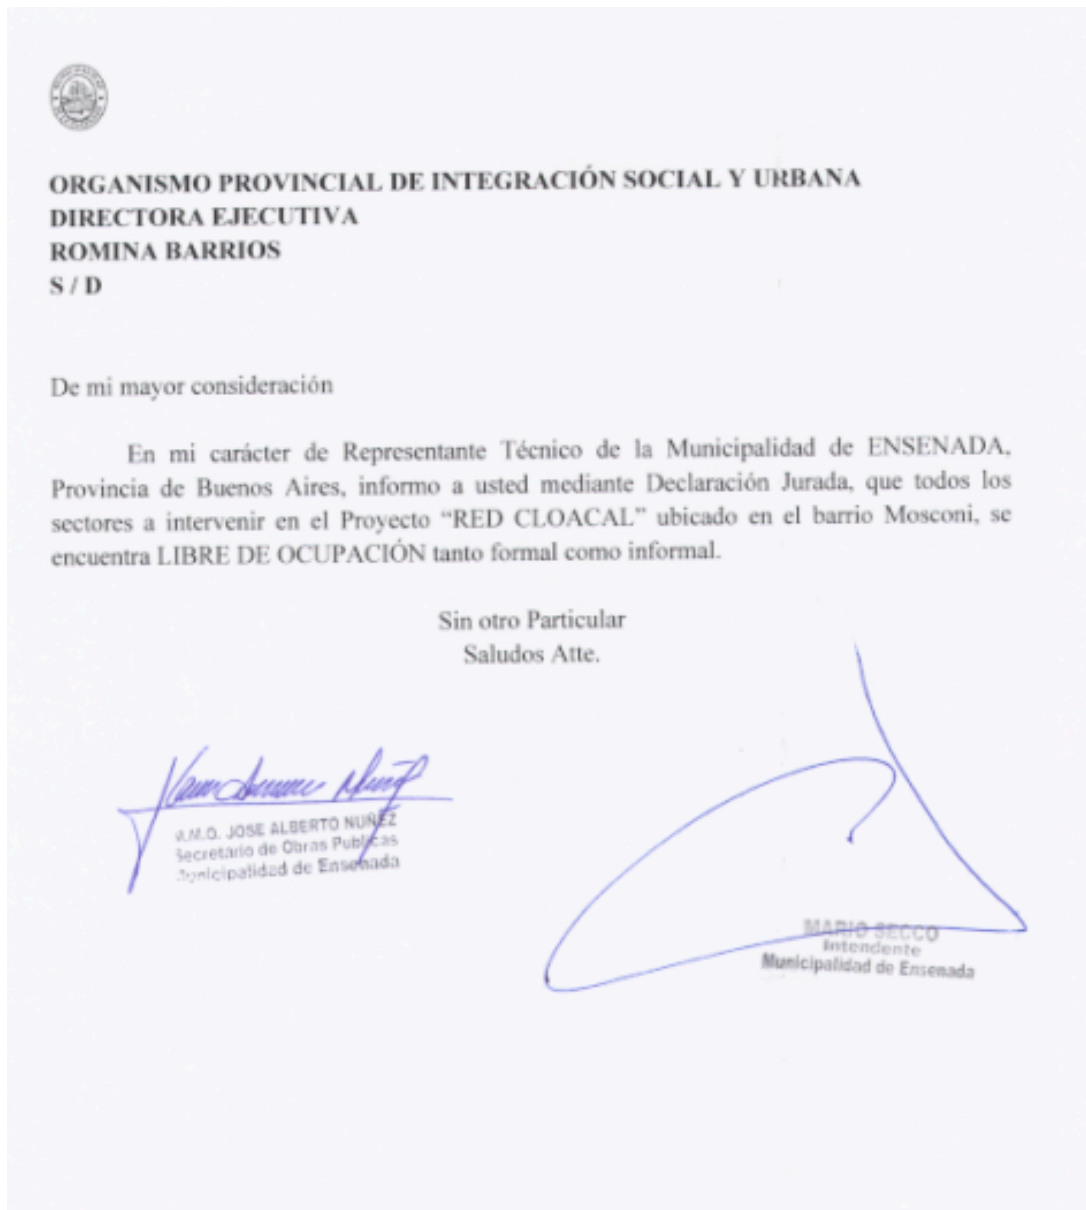 ORGANISMO PROVINCIAL DE INTEGRACIÓN SOCIAL Y URBANA
DIRECTORA EJECUTIVA
ROMINA BARRIOS
S / D
De mi mayor consideración
En mi carácter de Representante Técnico de la Municipalidad de ENSENADA,
Provincia de Buenos Aires, informo a usted mediante Declaración Jurada, que todos los
sectores a intervenir en el Proyecto “RED CLOACAL” ubicado en el barrio Mosconi, se
encuentra LIBRE DE OCUPACIÓN tanto formal como informal.
Sin otro Particular
Saludos Atte.
M.M.O. JOSE ALBERTO NUÑEZ
Secretario de Obras Publicas
Municipalidad de Ensenada
MARIO SECCO
Intendente
Municipalidad de Ensenada